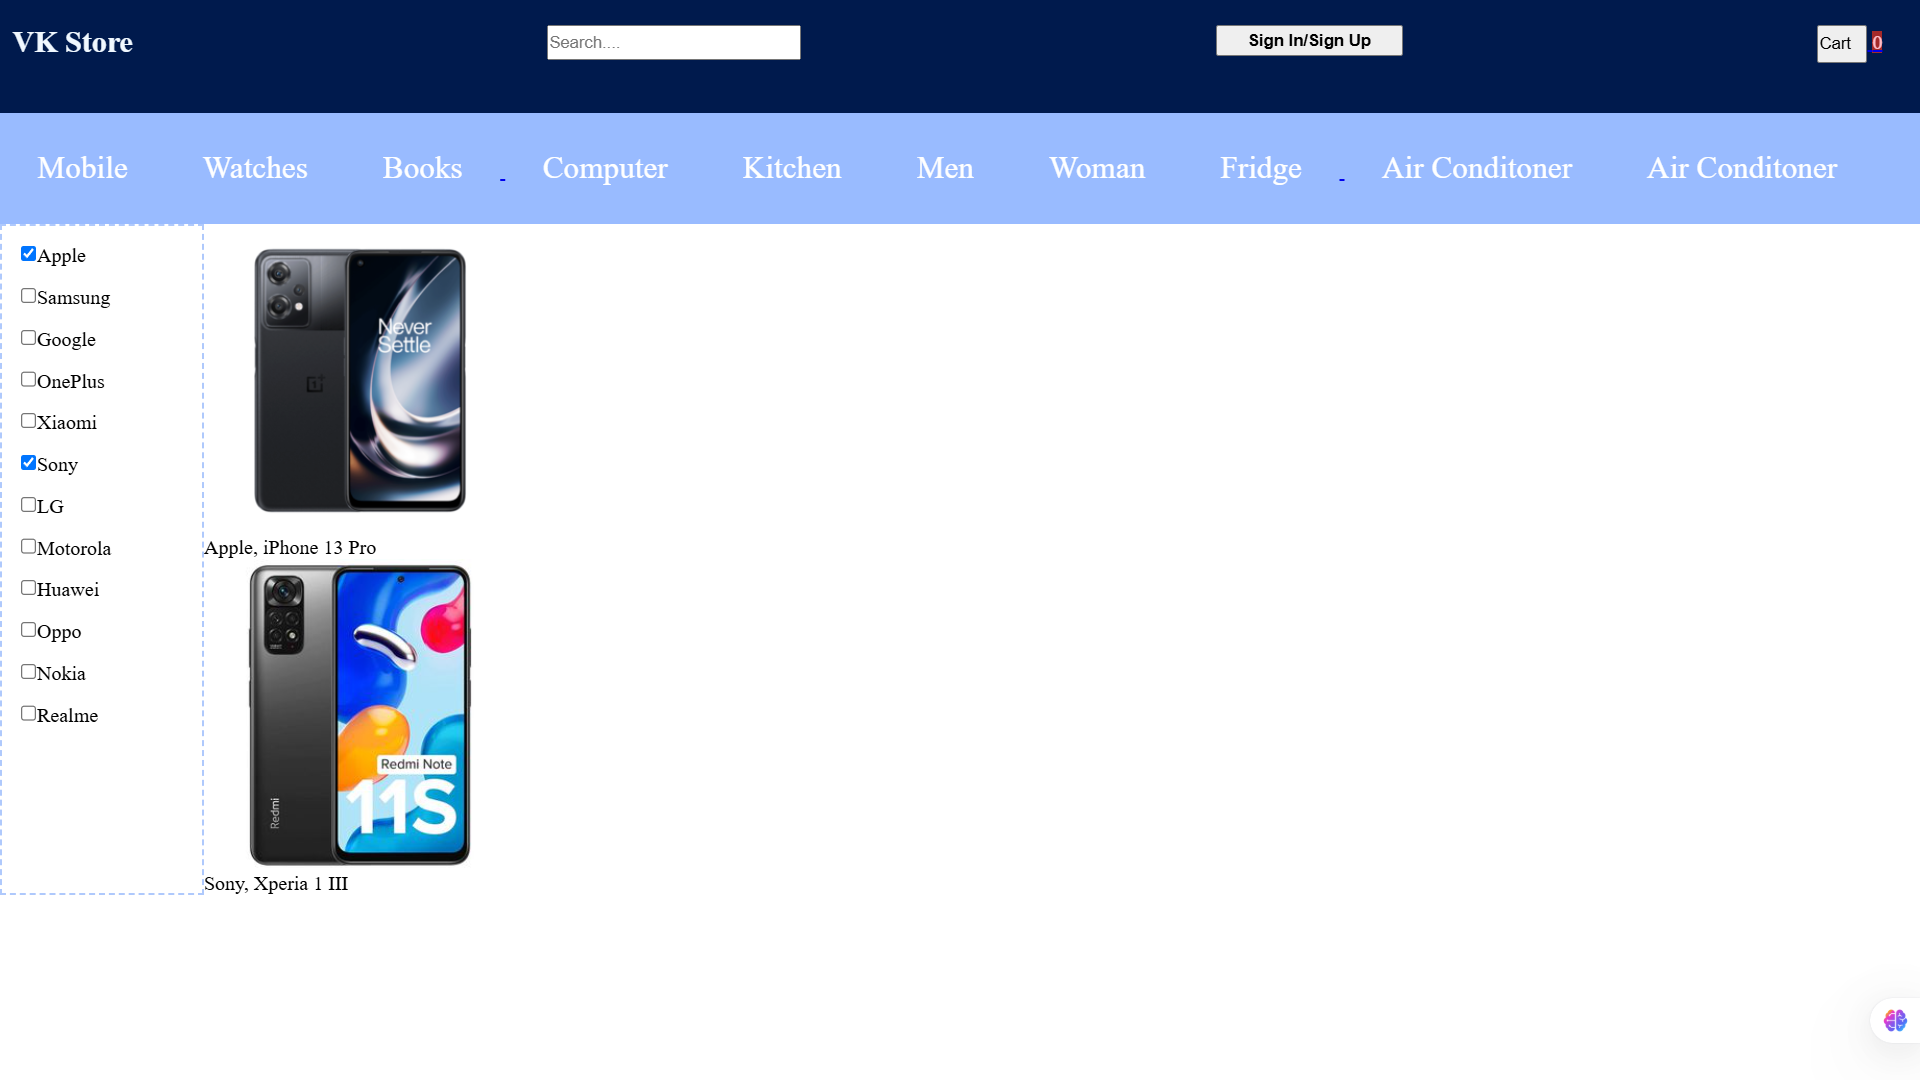 VK Store
Search....
Sign In/Sign Up
Cart 0
Mobile Watches Books Computer Kitchen Men Woman Fridge Air Conditoner Air Conditoner
Apple
Samsung
Google
OnePlus
Xiaomi
Sony
LG
Motorola
Huawei
Oppo
Nokia
Realme
Never
Settle
Apple, iPhone 13 Pro
Redmi Note
11S
Redmi
Sony, Xperia 1 III